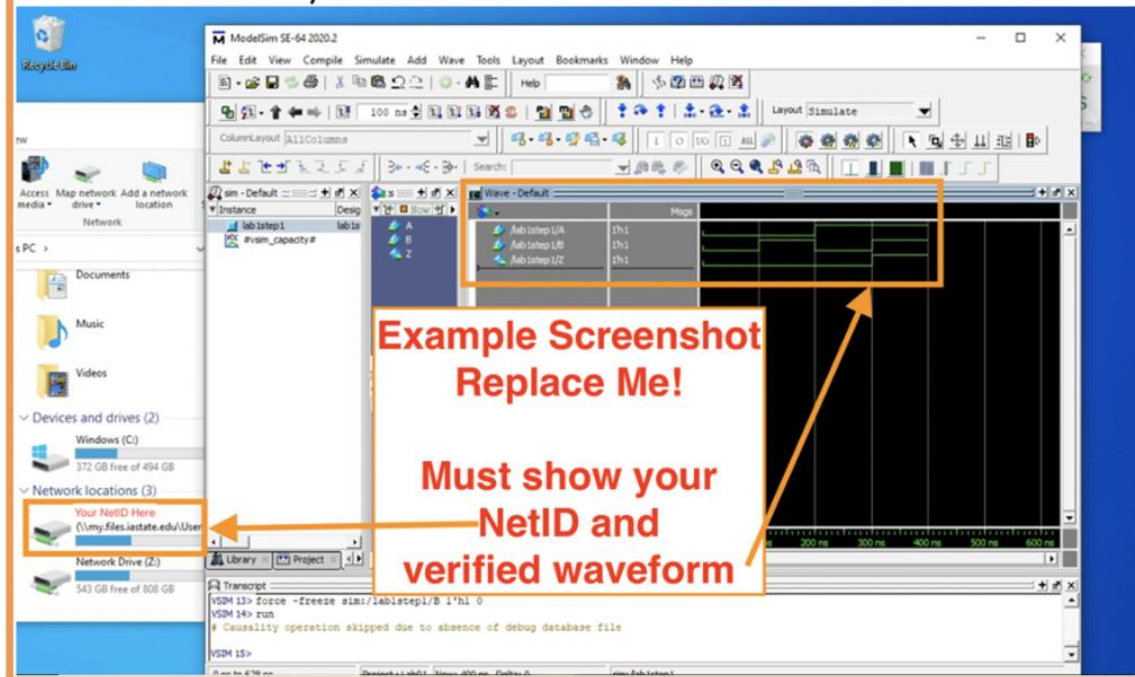 Recycle Bin
ModelSim SE-64 2020.2
File Edit View Compile Simulate Add Wave Tools Layout Bookmarks Window Help
Help
100 ns
Layout Simulate
ColumnLayout AllColumns
Search:
Access media
Map network drive
Add a network location
Network
Documents
Music
Videos
Devices and drives (2)
Windows (C:)
372 GB free of 494 GB
Network locations (3)
Your NetID Here
(\\my.files.iastate.edu\User
Network Drive (Z:)
543 GB free of 808 GB
sim - Default
Instance
Desig
lab1step1
lab1s
#vsim_capacity#
Now
A
B
Z
Wave - Default
Msgs
/lab1step1/A 1'h1
/lab1step1/B 1'h1
/lab1step1/Z 1'h1
Example Screenshot
Replace Me!
Must show your
NetID and
verified waveform
200 ns 300 ns 400 ns 500 ns 600 ns
Library Project
Transcript
VSIM 13> force -freeze sim:/lab1step1/B 1'h1 0
VSIM 14> run
# Causality operation skipped due to absence of debug database file
VSIM 15>